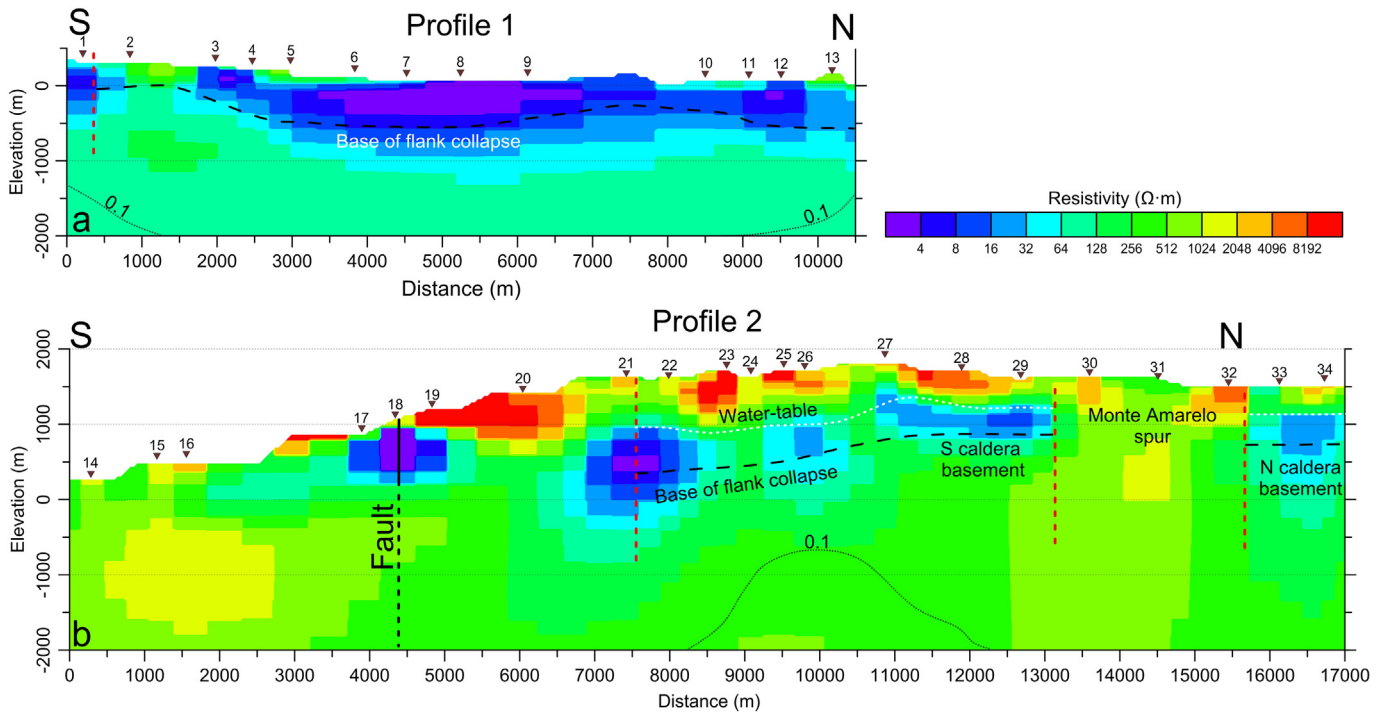 S
Profile 1
N
1 2 3 4 5 6 7 8 9 10 11 12 13
0
-1000
-2000
Elevation (m)
Base of flank collapse
0.1
0.1
a
0 1000 2000 3000 4000 5000 6000 7000 8000 9000 10000
Distance (m)
Resistivity (Ω·m)
4 8 16 32 64 128 256 512 1024 2048 4096 8192
S
Profile 2
N
14 15 16 17 18 19 20 21 22 23 24 25 26 27 28 29 30 31 32 33 34
2000
1000
0
-1000
-2000
Elevation (m)
Water-table
Monte Amarelo
spur
S caldera
basement
N caldera
basement
Base of flank collapse
Fault
0.1
b
0 1000 2000 3000 4000 5000 6000 7000 8000 9000 10000 11000 12000 13000 14000 15000 16000 17000
Distance (m)